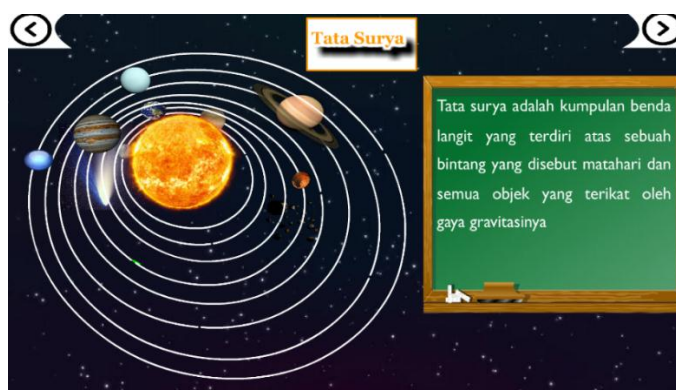 Tata Surya
Tata surya adalah kumpulan benda
langit yang terdiri atas sebuah
bintang yang disebut matahari dan
semua objek yang terikat oleh
gaya gravitasinya